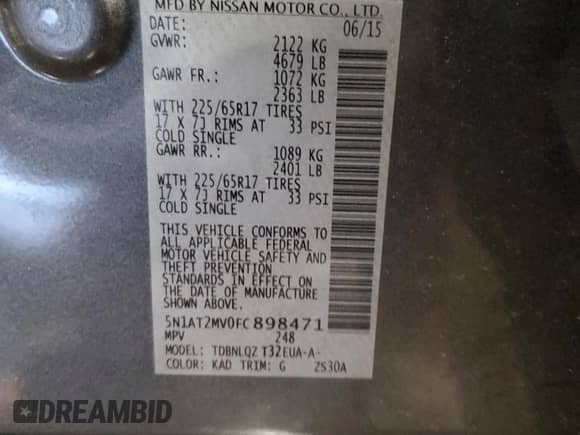 MFD BY NISSAN MOTOR CO., LTD.
DATE: 06/15
GVWR: 2122 KG
4679 LB
GAWR FR.: 1072 KG
2363 LB
WITH 225/65R17 TIRES
17 X 7J RIMS AT 33 PSI
COLD SINGLE
GAWR RR.: 1089 KG
2401 LB
WITH 225/65R17 TIRES
17 X 7J RIMS AT 33 PSI
COLD SINGLE
THIS VEHICLE CONFORMS TO
ALL APPLICABLE FEDERAL
MOTOR VEHICLE SAFETY AND
THEFT PREVENTION
STANDARDS IN EFFECT ON
THE DATE OF MANUFACTURE
SHOWN ABOVE.
5N1AT2MV0FC898471
MPV 248
MODEL: TDBNLQZ T32EUA-A-
COLOR: KAD TRIM: G ZS30A
DREAMBID